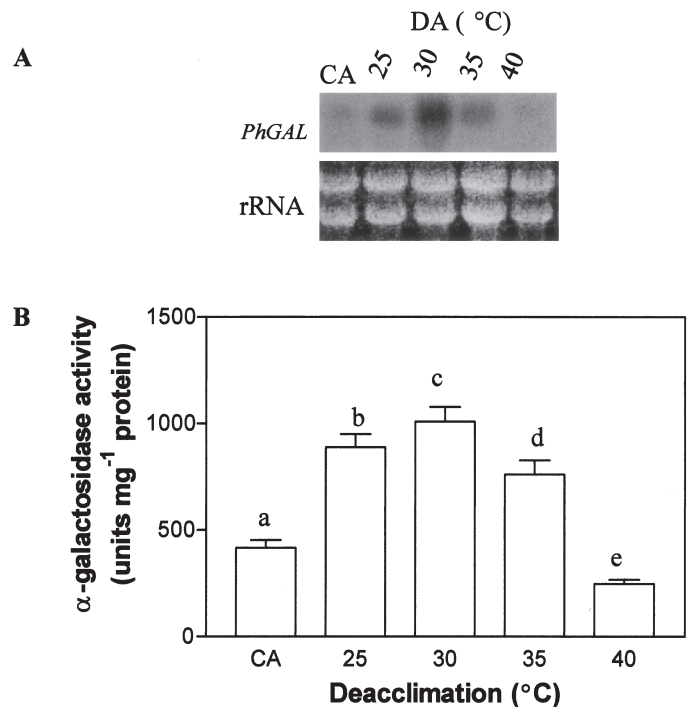 A
DA ( °C)
CA 25 30 35 40
PhGAL
rRNA
B
α-galactosidase activity
(units mg⁻¹ protein)
1500
1000
500
0
a
b
c
d
e
CA 25 30 35 40
Deacclimation (°C)